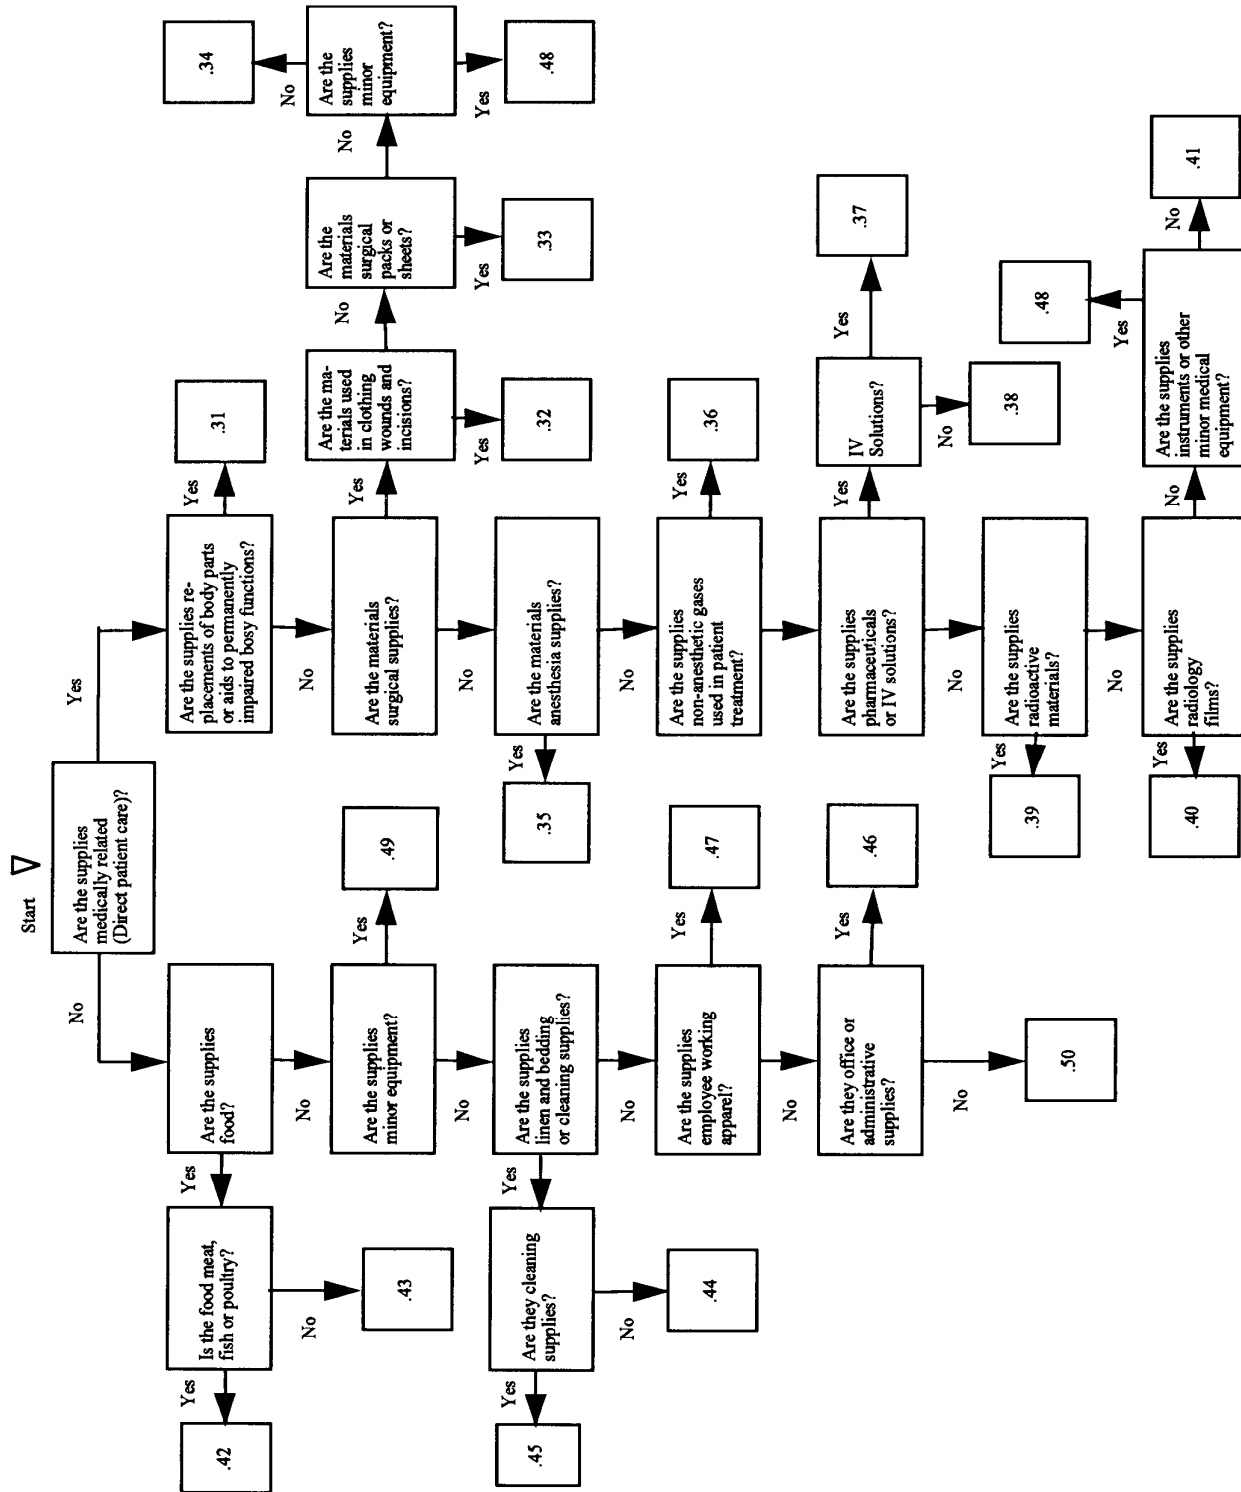 Start
Are the supplies
medically related
(Direct patient care)?
No
Yes
Are the supplies
food?
Yes
Is the food meat,
fish or poultry?
Yes
.42
No
.43
No
Are the supplies
minor equipment?
Yes
.49
No
Are the supplies
linen and bedding
or cleaning supplies?
Yes
Are they cleaning
supplies?
Yes
.45
No
.44
No
Are the supplies
employee working
apparel?
Yes
.47
No
Are they office or
administrative
supplies?
Yes
.46
No
.50
Are the supplies re-
placements of body parts
or aids to permanently
impaired bosy functions?
Yes
.31
No
Are the materials
surgical supplies?
Yes
Are the ma-
terials used
in clothing
wounds and
incisions?
Yes
.32
No
Are the
materials
surgical
packs or
sheets?
Yes
.33
No
Are the
supplies
minor
equipment?
No
.34
Yes
.48
No
Are the materials
anesthesia supplies?
Yes
.35
No
Are the supplies
non-anesthetic gases
used in patient
treatment?
Yes
.36
No
Are the supplies
pharmaceuticals
or IV solutions?
Yes
IV
Solutions?
Yes
.37
No
.38
No
Are the supplies
radioactive
materials?
Yes
.39
No
Are the supplies
radiology
films?
Yes
.40
No
Are the supplies
instruments or other
minor medical
equipment?
Yes
.48
No
.41